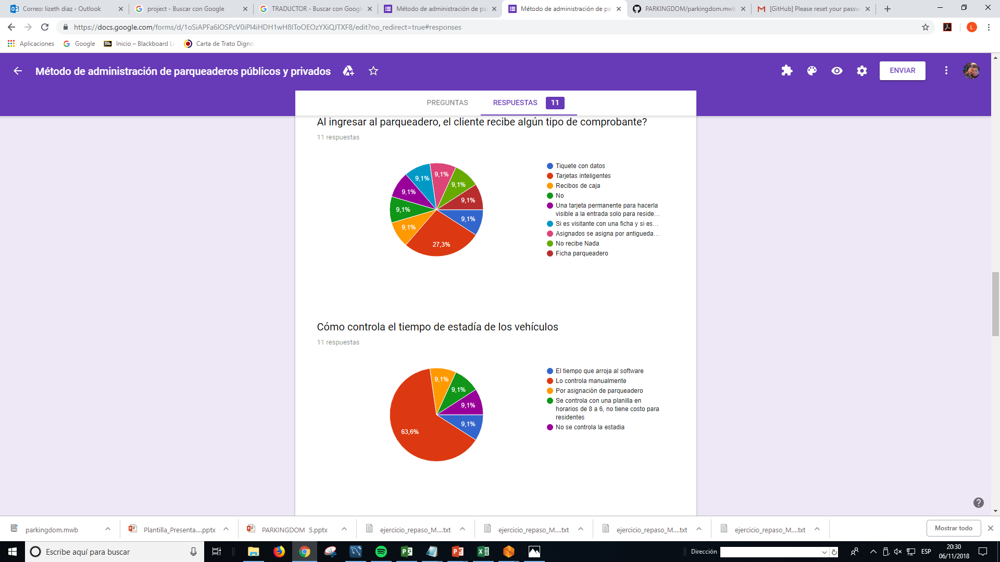 Correo: lizeth diaz - Outlook
project - Buscar con Google
TRADUCTOR - Buscar con Googl
Método de administración de pa
Método de administración de pa
PARKINGDOM/parkingdom.mwb
[GitHub] Please reset your passw
https://docs.google.com/forms/d/1oSiAPFa6IOSPcV0iPI4iHDH1wH8IToOEOzYXiQJTXF8/edit?no_redirect=true#responses
L
Aplicaciones
Google
Bb Inicio – Blackboard Le
Carta de Trato Digno
Método de administración de parqueaderos públicos y privados
ENVIAR
PREGUNTAS
RESPUESTAS 11
Al ingresar al parqueadero, el cliente recibe algún tipo de comprobante?
11 respuestas
9,1%
9,1%
9,1%
9,1%
9,1%
9,1%
9,1%
9,1%
27,3%
Tiquete con datos
Tarjetas inteligentes
Recibos de caja
No
Una tarjeta permanente para hacerla
visible a la entrada solo para reside…
Si es visitante con una ficha y si es…
Asignados se asigna por antigueda…
No recibe Nada
Ficha parqueadero
Cómo controla el tiempo de estadía de los vehículos
11 respuestas
9,1%
9,1%
9,1%
9,1%
63,6%
El tiempo que arroja al software
Lo controla manualmente
Por asignación de parqueadero
Se controla con una planilla en
horarios de 8 a 6, no tiene costo para
residentes
No se controla la estadia
parkingdom.mwb
Plantilla_Presenta....pptx
PARKINGDOM 5.pptx
ejercicio_repaso_M....txt
ejercicio_repaso_M....txt
ejercicio_repaso_M....txt
ejercicio_repaso_M....txt
Mostrar todo
Escribe aquí para buscar
Dirección
ESP
20:30
06/11/2018